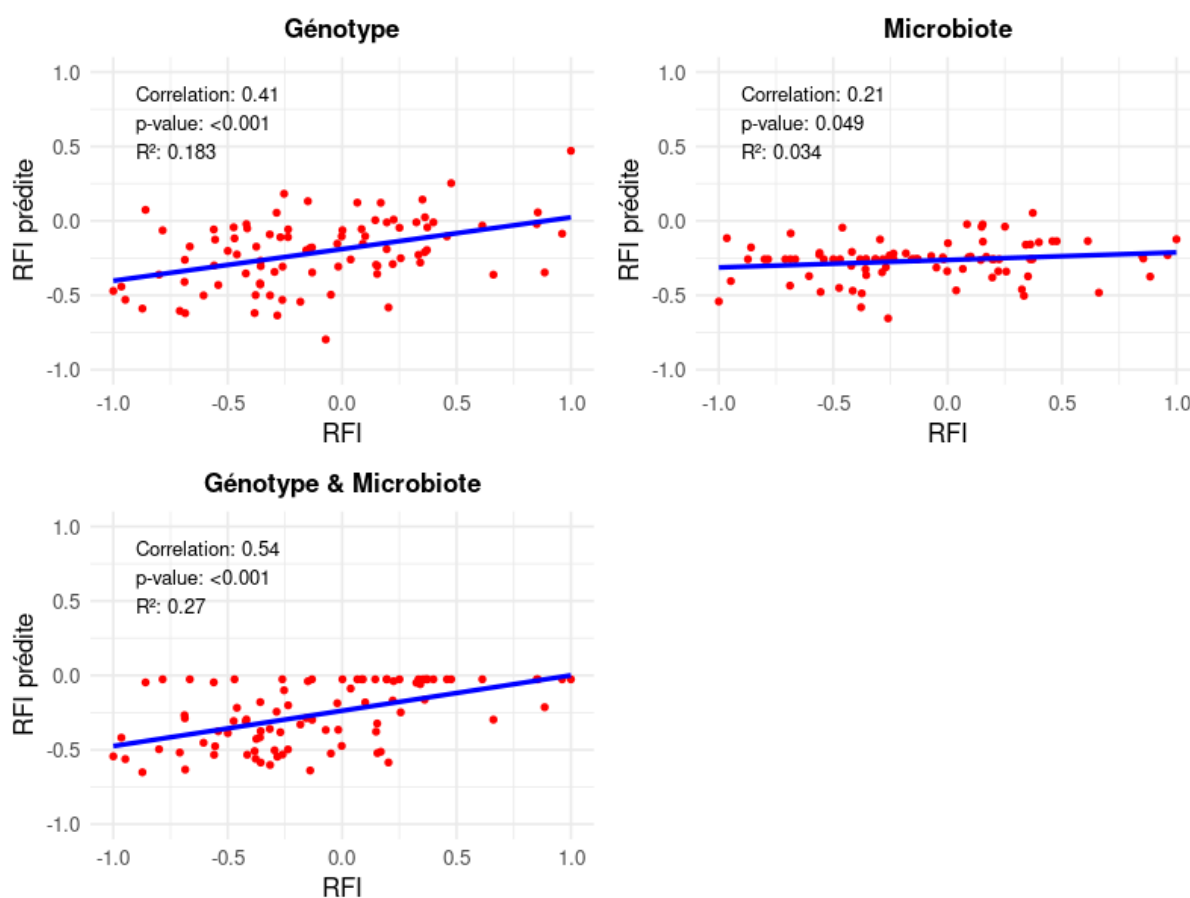 Génotype
1.0
0.5
0.0
-0.5
-1.0
RFI prédite
Correlation: 0.41
p-value: <0.001
R²: 0.183
-1.0 -0.5 0.0 0.5 1.0
RFI
Microbiote
1.0
0.5
0.0
-0.5
-1.0
RFI prédite
Correlation: 0.21
p-value: 0.049
R²: 0.034
-1.0 -0.5 0.0 0.5 1.0
RFI
Génotype & Microbiote
1.0
0.5
0.0
-0.5
-1.0
RFI prédite
Correlation: 0.54
p-value: <0.001
R²: 0.27
-1.0 -0.5 0.0 0.5 1.0
RFI